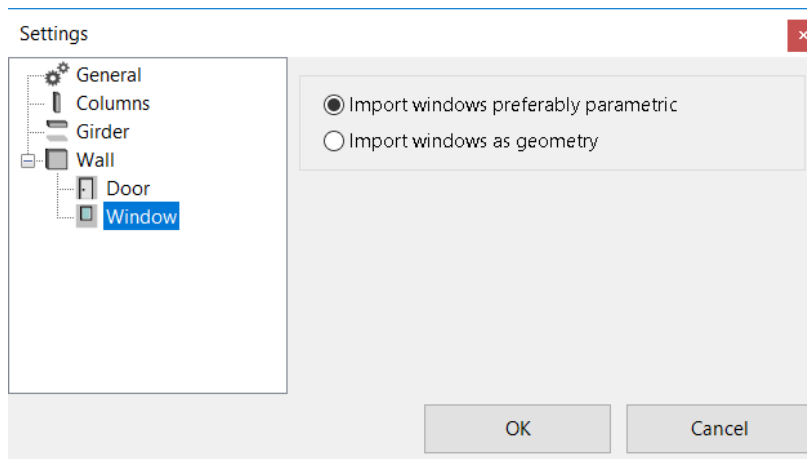 Settings
General
Columns
Girder
Wall
Door
Window
Import windows preferably parametric
Import windows as geometry
OK
Cancel